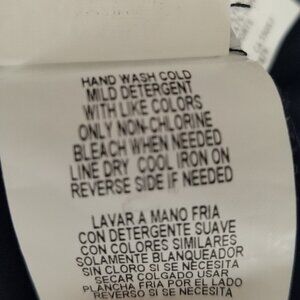 HAND WASH COLD
MILD DETERGENT
WITH LIKE COLORS
ONLY NON-CHLORINE
BLEACH WHEN NEEDED
LINE DRY COOL IRON ON
REVERSE SIDE IF NEEDED
LAVAR A MANO FRIA
CON DETERGENTE SUAVE
CON COLORES SIMILARES
SOLAMENTE BLANQUEADOR
SIN CLORO SI SE NECESITA
SECAR COLGADO USAR
PLANCHA FRIA POR EL LADO
REVERSO SI SE NECESITA